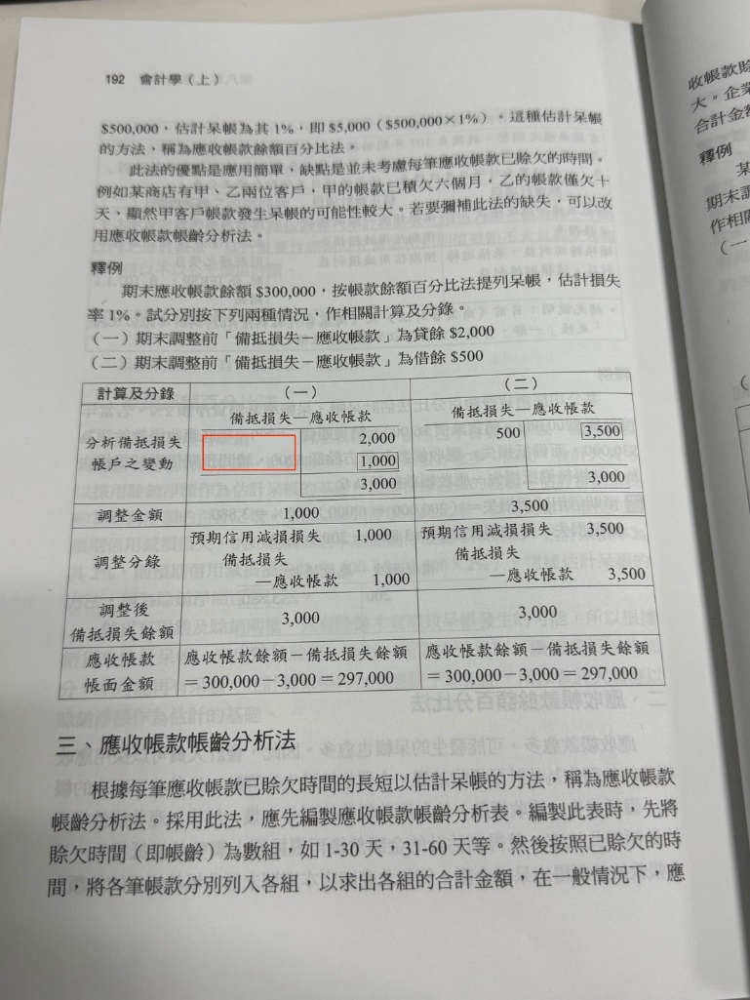 192 會計學(上)
$500,000,估計呆帳為其1%,即$5,000($500,000×1%)。這種估計呆帳
的方法、稱為應收帳款餘額百分比法。
此法的優點是應用簡單、缺點是並未考慮每筆應收帳款已賒欠的時間。
例如某商店有甲、乙兩位客戶,甲的帳款已積欠六個月,乙的帳款僅欠十
天、顯然甲客戶帳款發生呆帳的可能性較大。若要彌補此法的缺失,可以改
用應收帳款帳齡分析法。
釋例
期末應收帳款餘額$300,000,按帳款餘額百分比法提列呆帳,估計損失
率1%。試分別按下列兩種情況,作相關計算及分錄。
(一)期末調整前「備抵損失-應收帳款」為貸餘$2,000
(二)期末調整前「備抵損失-應收帳款」為借餘$500
計算及分錄 (一) (二)
備抵損失—應收帳款 備抵損失—應收帳款
分析備抵損失 2,000 500 3,500
帳戶之變動 1,000
3,000 3,000
調整金額 1,000 3,500
預期信用減損損失 1,000 預期信用減損損失 3,500
調整分錄 備抵損失 備抵損失
—應收帳款 1,000 —應收帳款 3,500
調整後 3,000 3,000
備抵損失餘額
應收帳款 應收帳款餘額-備抵損失餘額 應收帳款餘額-備抵損失餘額
帳面金額 =300,000-3,000=297,000 =300,000-3,000=297,000
三、應收帳款帳齡分析法
根據每筆應收帳款已賒欠時間的長短以估計呆帳的方法,稱為應收帳款
帳齡分析法。採用此法,應先編製應收帳款帳齡分析表。編製此表時,先將
賒欠時間(即帳齡)為數組,如1-30天,31-60天等。然後按照已賒欠的時
間,將各筆帳款分別列入各組,以求出各組的合計金額,在一般情況下,應
收帳款賒
大。企業
合計金
釋例
某
期末調
作相關
(一
(